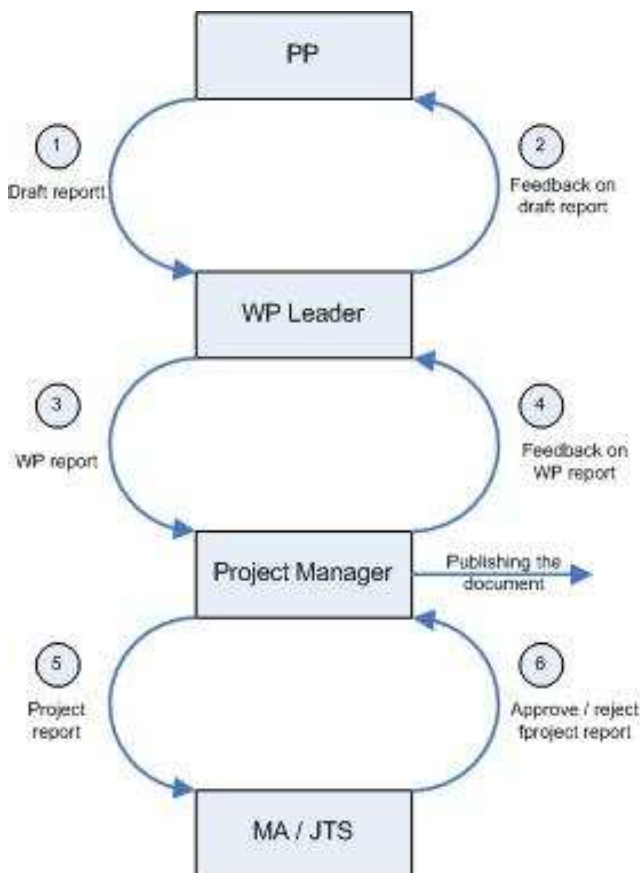 PP
1
2
Draft reportt
Feedback on
draft report
WP Leader
3
4
WP report
Feedback on
WP report
Project Manager
Publishing the
document
5
6
Project
report
Approve / reject
fproject report
MA / JTS